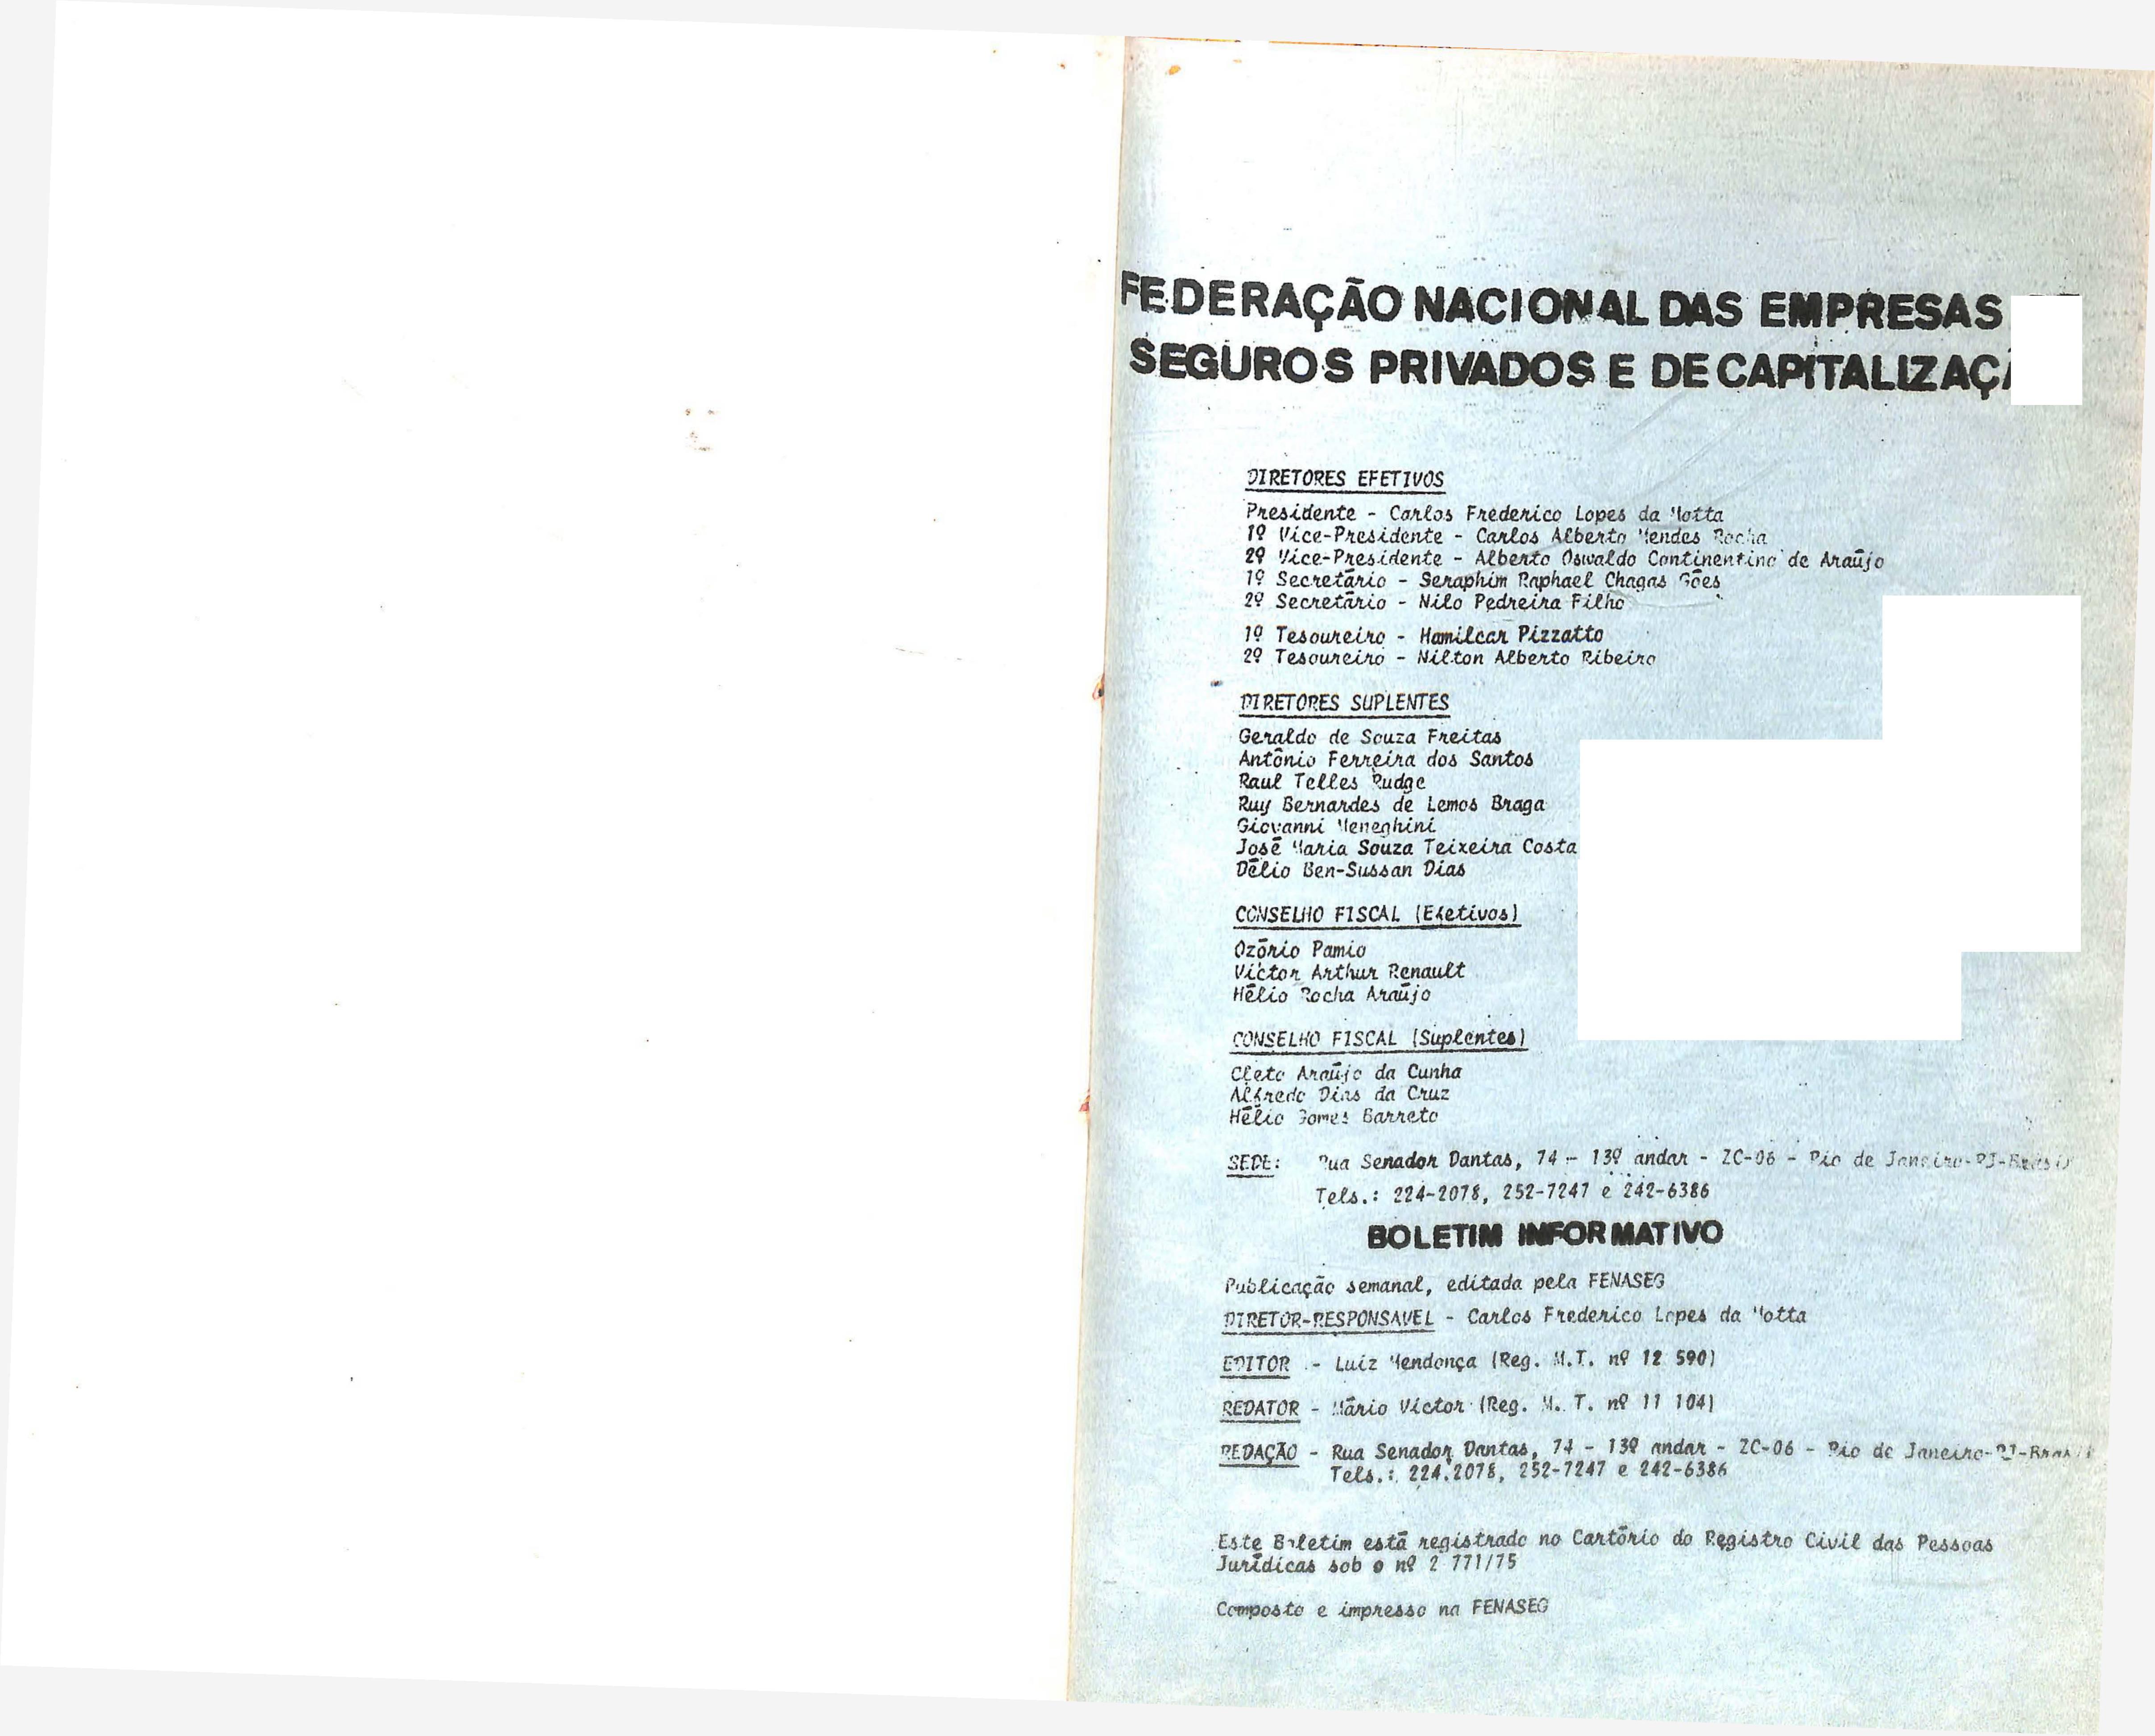 FEDERAÇÃO NACIONAL DAS EMPRESAS
SEGUROS PRIVADOS E DE CAPITALIZAÇ
DIRETORES EFETIVOS
Presidente - Carlos Frederico Lopes da Motta
1º Vice-Presidente - Carlos Alberto Mendes Rocha
2º Vice-Presidente - Alberto Oswaldo Continentino de Araújo
1º Secretário - Seraphim Raphael Chagas Góes
2º Secretário - Nilo Pedreira Filho
1º Tesoureiro - Hamilcar Pizzatto
2º Tesoureiro - Nilton Alberto Ribeiro
DIRETORES SUPLENTES
Geraldo de Souza Freitas
Antônio Ferreira dos Santos
Raul Telles Rudge
Ruy Bernardes de Lemos Braga
Giovanni Meneghini
José Maria Souza Teixeira Costa
Délio Ben-Sussan Dias
CONSELHO FISCAL (Efetivos)
Ozório Pamio
Victor Arthur Renault
Hélio Rocha Araújo
CONSELHO FISCAL (Suplentes)
Cleto Araújo da Cunha
Alfredo Dias da Cruz
Hélio Gomes Barreto
SEDE: Rua Senador Dantas, 74 - 13º andar - ZC-06 - Rio de Janeiro-RJ-Brasil
Tels.: 224-2078, 252-7247 e 242-6386
BOLETIM INFORMATIVO
Publicação semanal, editada pela FENASEG
DIRETOR-RESPONSAVEL - Carlos Frederico Lopes da Motta
EDITOR - Luiz Mendonça (Reg. M.T. nº 12 590)
REDATOR - Mário Victor (Reg. M. T. nº 11 104)
REDAÇÃO - Rua Senador Dantas, 74 - 13º andar - ZC-06 - Rio de Janeiro-RJ-Brasil
Tels.: 224.2078, 252-7247 e 242-6386
Este Boletim está registrado no Cartório do Registro Civil das Pessoas
Jurídicas sob o nº 2 771/75
Composto e impresso na FENASEG